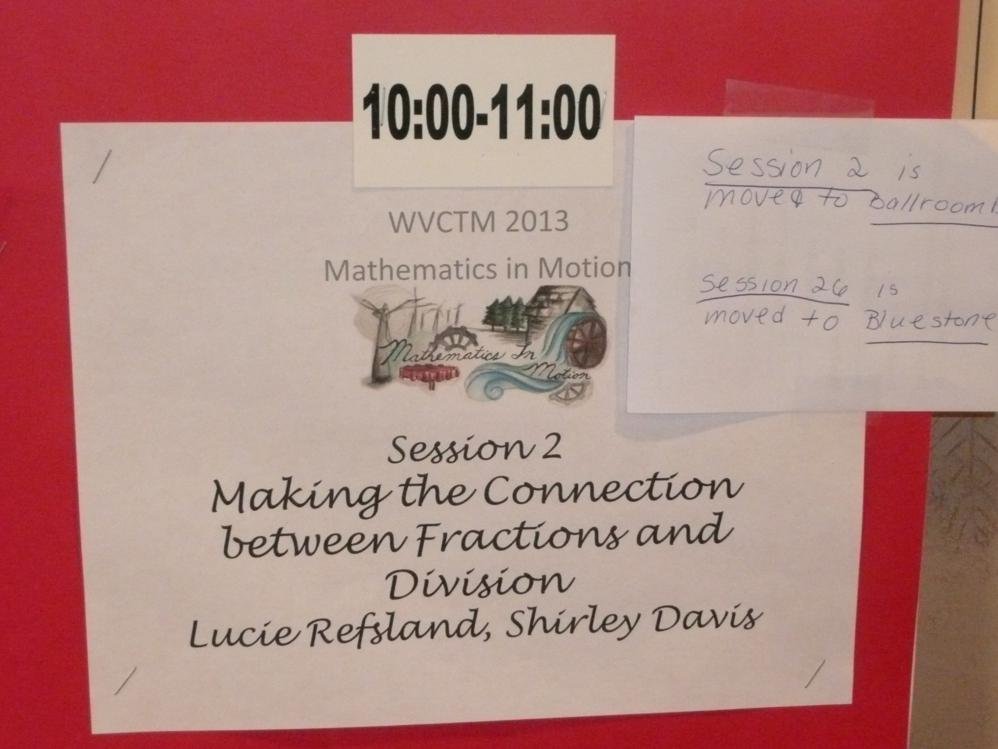 10:00-11:00
WVCTM 2013
Mathematics in Motion
Mathematics In
Motion
Session 2
Making the Connection
between Fractions and
Division
Lucie Refsland, Shirley Davis
Session 2 is
moved to Ballroom
Session 26 is
moved to Bluestone